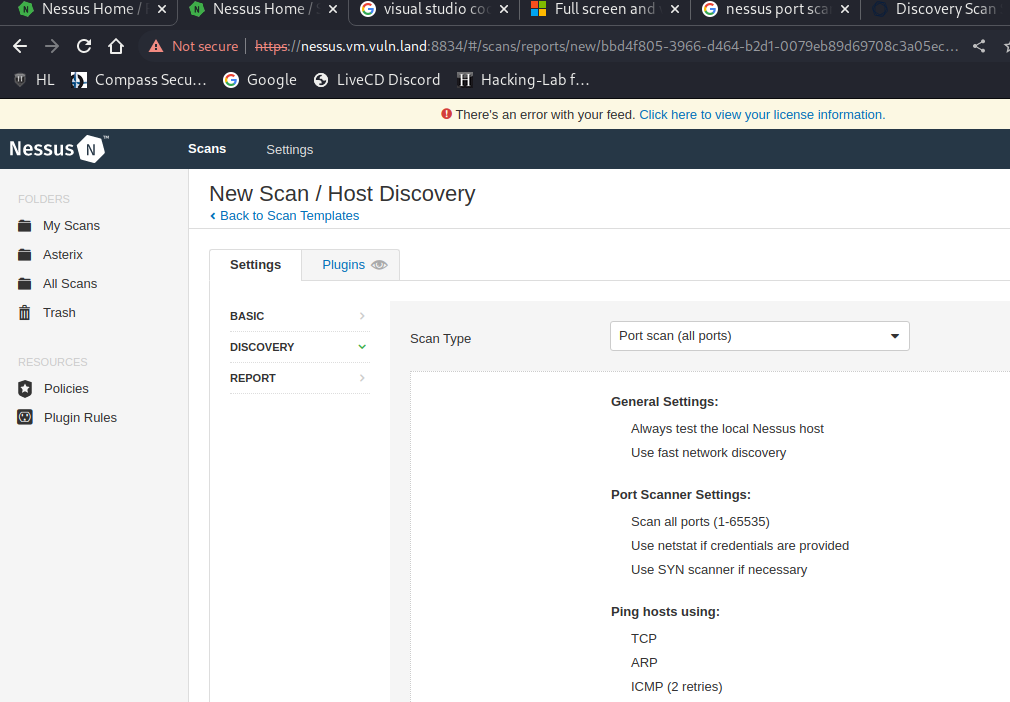 Nessus Home /
Nessus Home /
visual studio co
Full screen and
nessus port sca
Discovery Scan
Not secure
https://nessus.vm.vuln.land:8834/#/scans/reports/new/bbd4f805-3966-d464-b2d1-0079eb89d69708c3a05ec...
HL
Compass Secu...
Google
LiveCD Discord
Hacking-Lab f...
There's an error with your feed. Click here to view your license information.
Nessus N ™
Scans
Settings
FOLDERS
My Scans
Asterix
All Scans
Trash
RESOURCES
Policies
Plugin Rules
New Scan / Host Discovery
Back to Scan Templates
Settings
Plugins
BASIC
DISCOVERY
REPORT
Scan Type
Port scan (all ports)
General Settings:
Always test the local Nessus host
Use fast network discovery
Port Scanner Settings:
Scan all ports (1-65535)
Use netstat if credentials are provided
Use SYN scanner if necessary
Ping hosts using:
TCP
ARP
ICMP (2 retries)